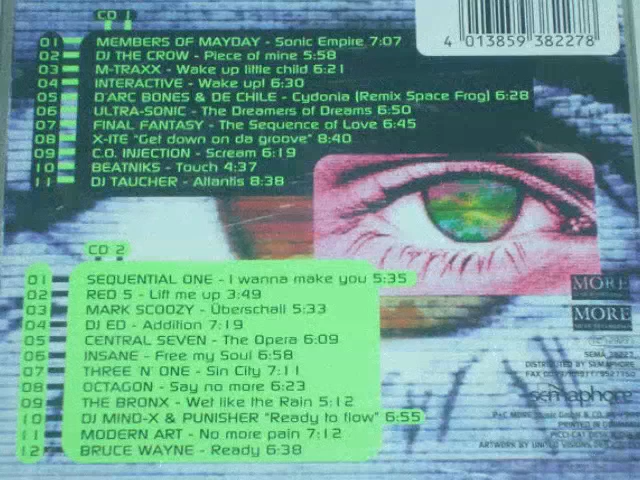 CD 1
4 013859 382278
01 MEMBERS OF MAYDAY - Sonic Empire 7:07
02 DJ THE CROW - Piece of mine 5:58
03 M-TRAXX - Wake up little child 6:21
04 INTERACTIVE - Wake up! 6:30
05 D'ARC BONES & DE CHILE - Cydonia (Remix Space Frog) 6:28
06 ULTRA-SONIC - The Dreamers of Dreams 6:50
07 FINAL FANTASY - The Sequence of Love 6:45
08 X-ITE "Get down on da groove" 8:40
09 C.O. INJECTION - Scream 6:19
10 BEATNIKS - Touch 4:37
11 DJ TAUCHER - Atlantis 8:38
CD 2
01 SEQUENTIAL ONE - I wanna make you 5:35
02 RED 5 - Lift me up 3:49
03 MARK SCOOZY - Überschall 5:33
04 DJ ED - Addition 7:19
05 CENTRAL SEVEN - The Opera 6:09
06 INSANE - Free my Soul 6:58
07 THREE 'N' ONE - Sin City 7:11
08 OCTAGON - Say no more 6:23
09 THE BRONX - Wet like the Rain 5:12
10 DJ MIND-X & PUNISHER "Ready to flow" 6:55
11 MODERN ART - No more pain 7:12
12 BRUCE WAYNE - Ready 6:38
MORE
MORE
DISTRIBUTED BY SEMAPHORE
semaphore
PRINTED IN
ARTWORK BY UNITED VISIONS